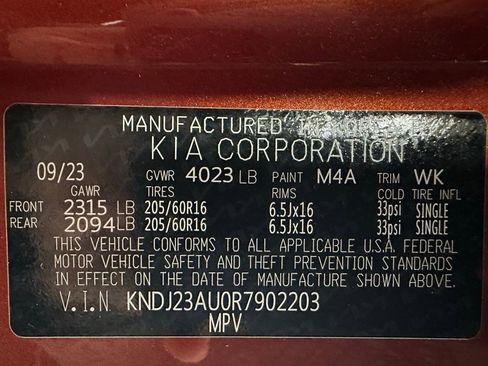 MANUFACTURED IN KOREA
KIA CORPORATION
09/23 GVWR 4023 LB PAINT M4A TRIM WK
GAWR TIRES RIMS COLD TIRE INFL
FRONT 2315 LB 205/60R16 6.5Jx16 33psi SINGLE
REAR 2094 LB 205/60R16 6.5Jx16 33psi SINGLE
THIS VEHICLE CONFORMS TO ALL APPLICABLE U.S.A. FEDERAL
MOTOR VEHICLE SAFETY AND THEFT PREVENTION STANDARDS
IN EFFECT ON THE DATE OF MANUFACTURE SHOWN ABOVE.
V.I.N KNDJ23AU0R7902203
MPV